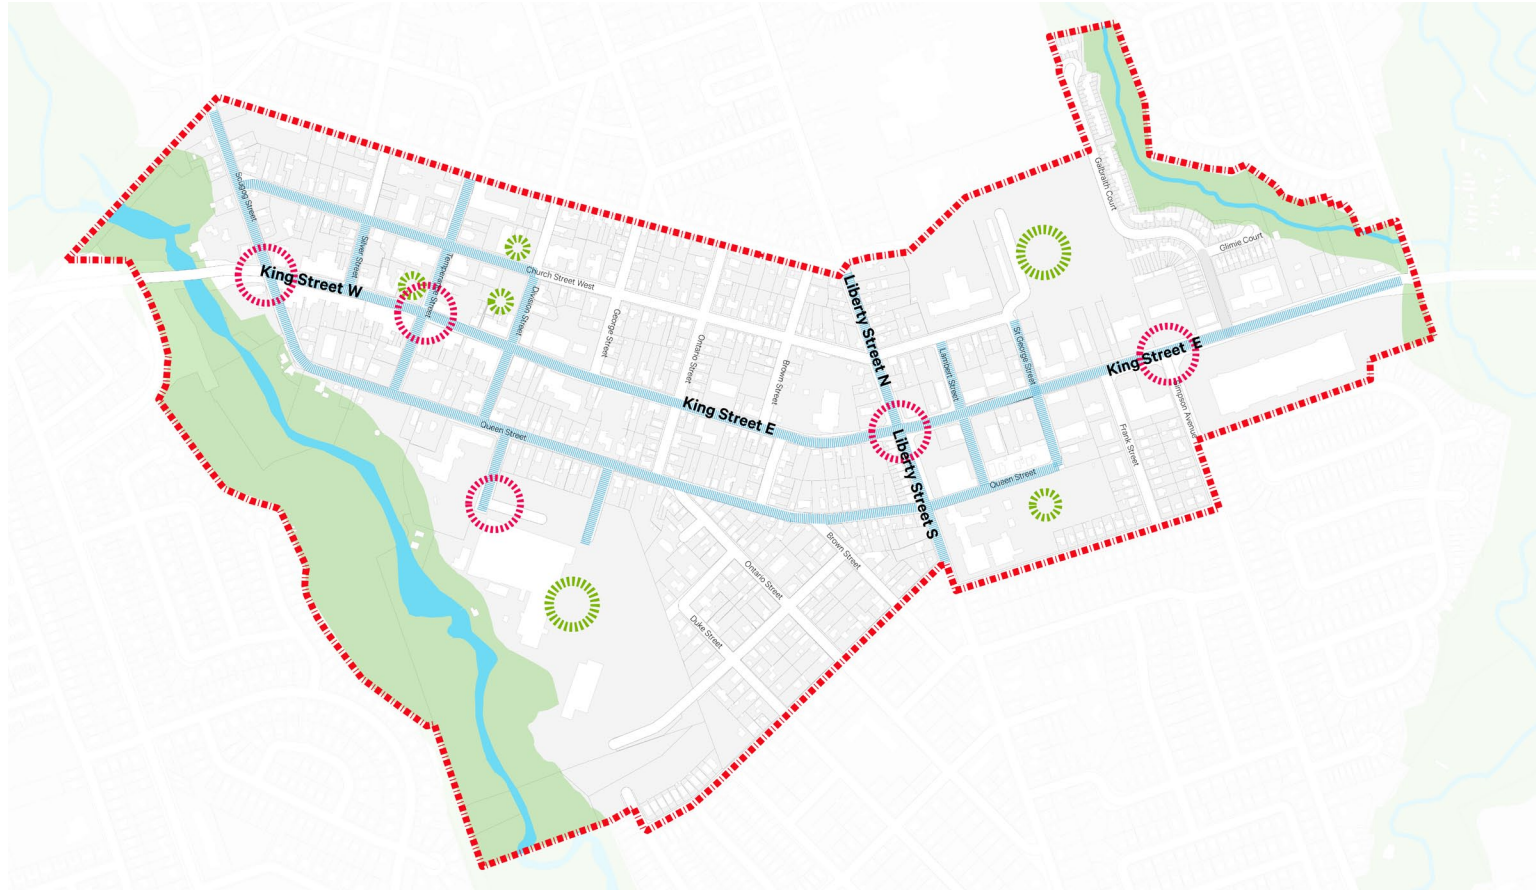 Galbraith Court
Scugog Street
Glimie Court
Silver Street
Temperance Street
Church Street West
King Street W
Division Street
Liberty Street N
George Street
Ontario Street
Brown Street
Lambert Street
St George Street
King Street E
King Street E
Simpson Avenue
Queen Street
Frank Street
Liberty Street S
Queen Street
Brown Street
Ontario Street
Duke Street